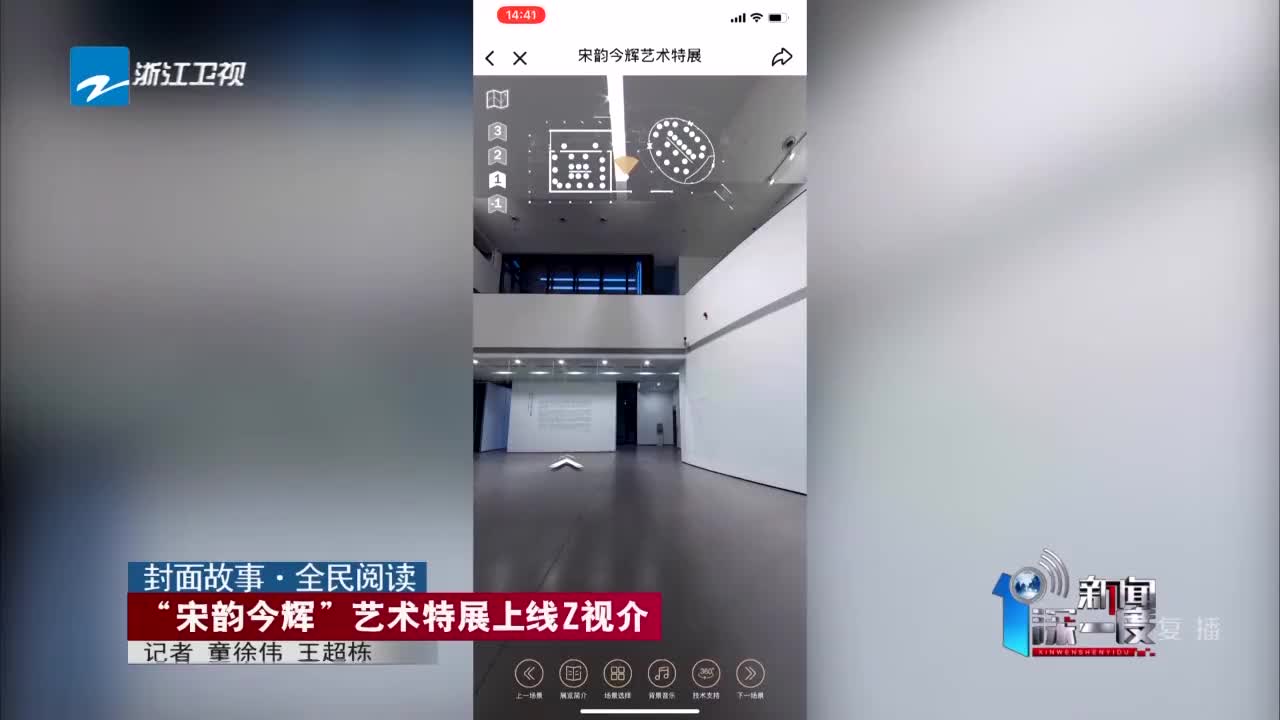 14:41
浙江卫视
宋韵今辉艺术特展
3
2
1
-1
封面故事·全民阅读
“宋韵今辉”艺术特展上线Z视介
记者 童徐伟 王超栋
新闻
深一度
复播
XINWENSHENYIDU
上一场景
展览简介
场景选择
背景音乐
360°
技术支持
下一场景